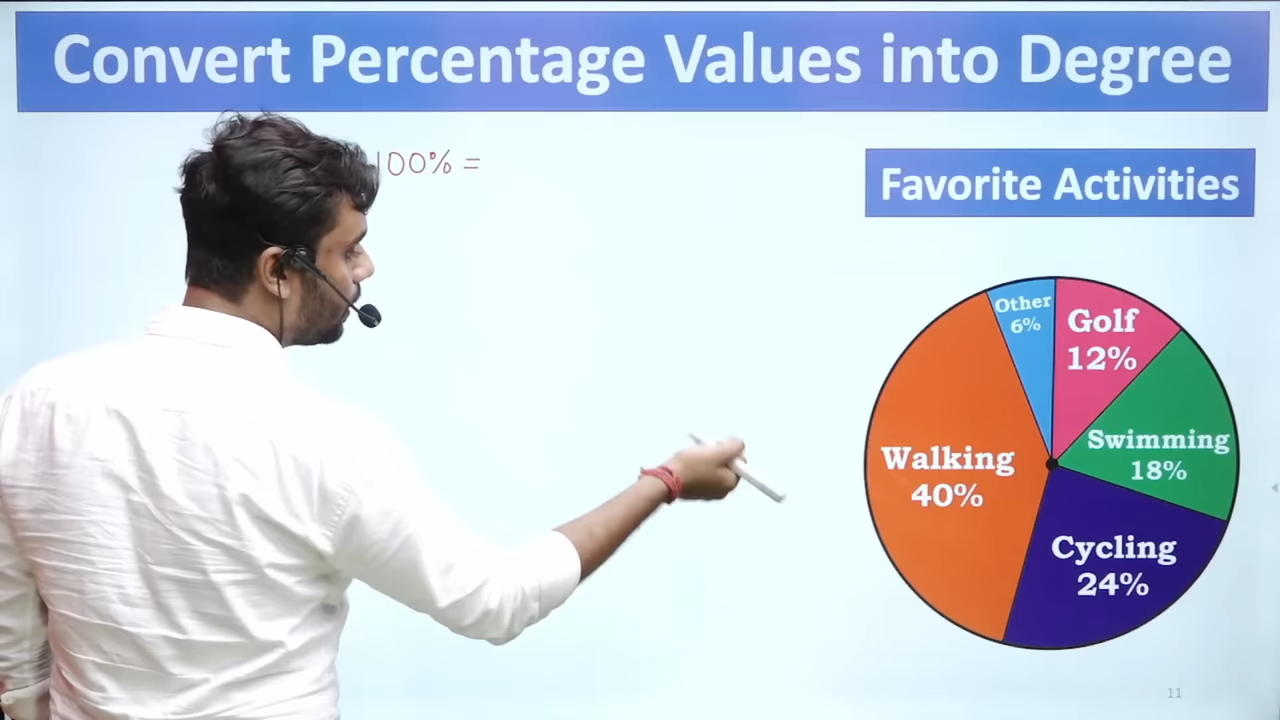 Convert Percentage Values into Degree
100% =
Favorite Activities
Other
6%
Golf
12%
Swimming
18%
Walking
40%
Cycling
24%
11